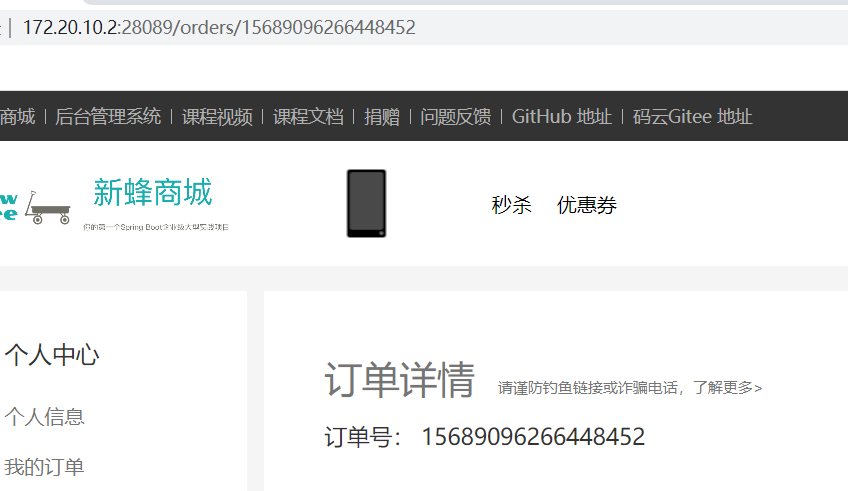 172.20.10.2:28089/orders/15689096266448452
商城 | 后台管理系统 | 课程视频 | 课程文档 | 捐赠 | 问题反馈 | GitHub 地址 | 码云Gitee 地址
新蜂商城
你的第一个Spring Boot企业级大型实战项目
秒杀 优惠券
个人中心
个人信息
我的订单
订单详情 请谨防钓鱼链接或诈骗电话，了解更多>
订单号： 15689096266448452